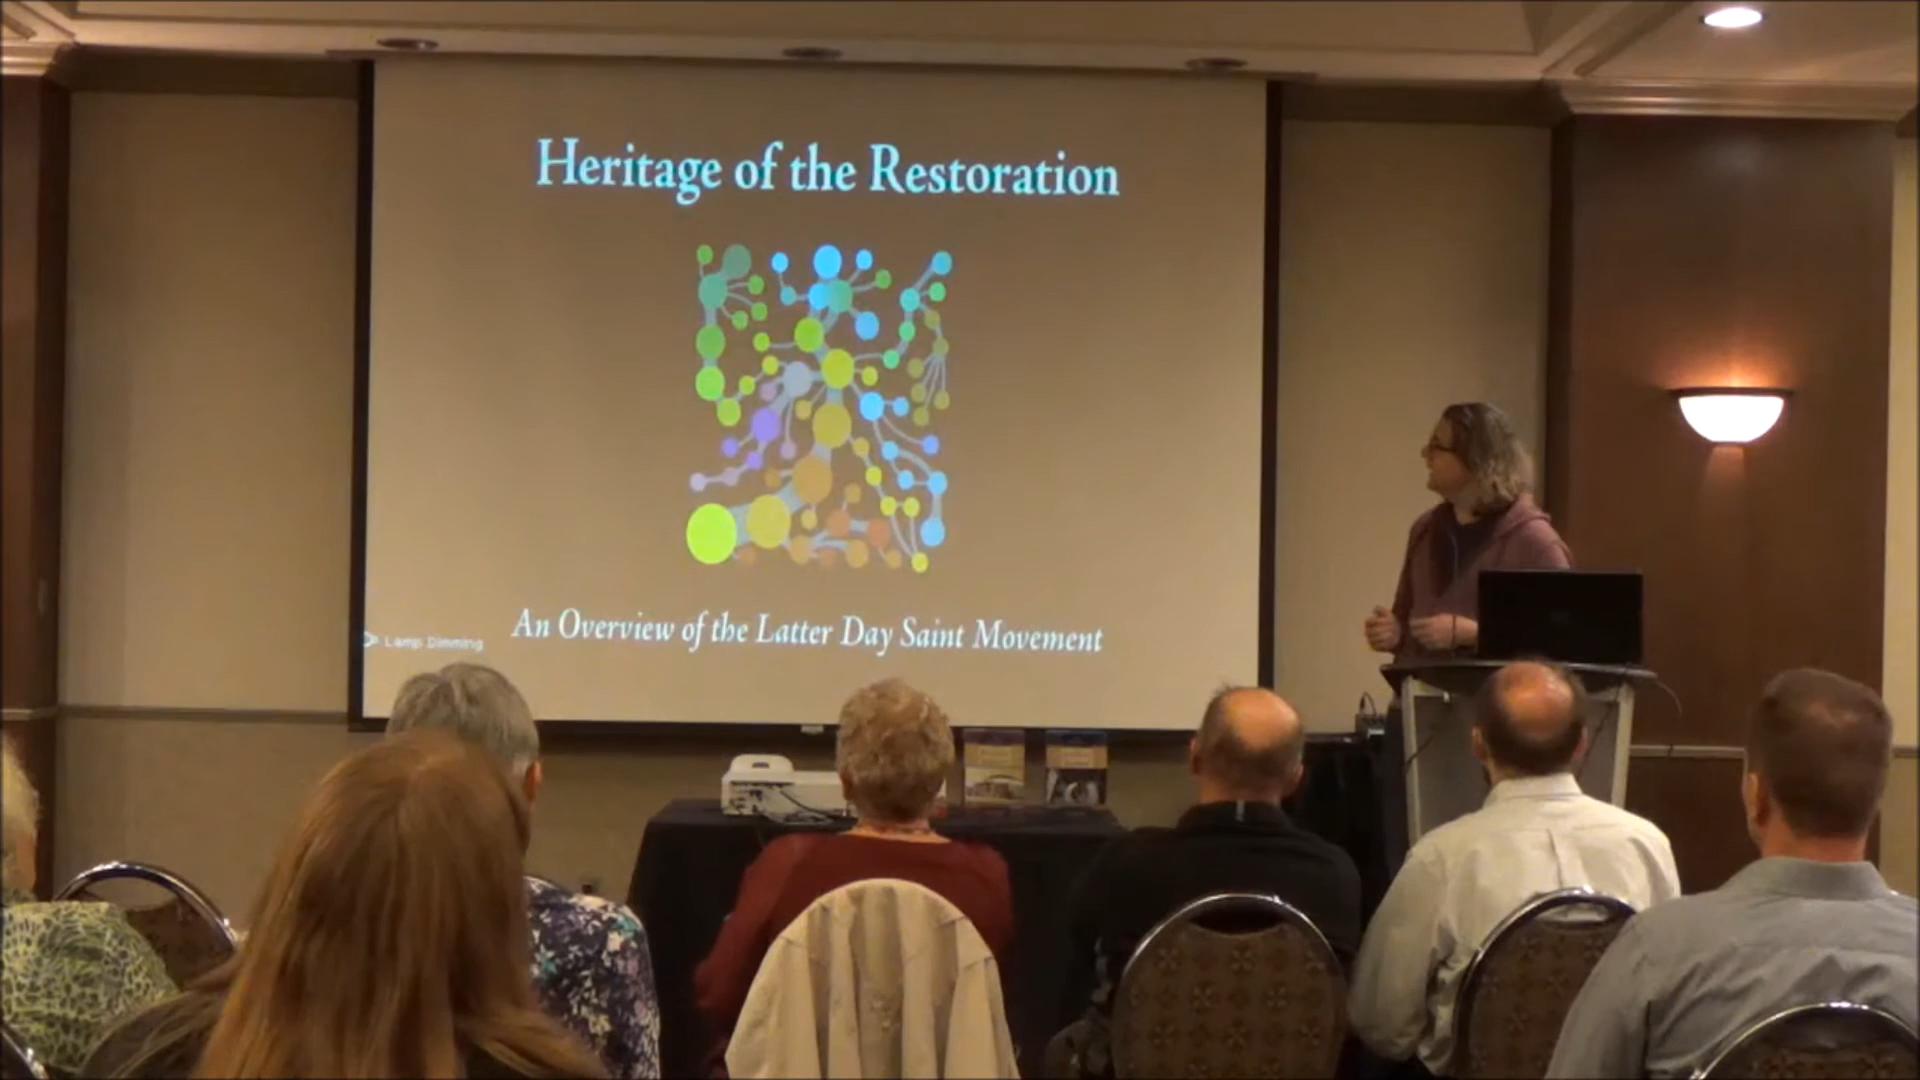 Heritage of the Restoration
Lamp Dimming
An Overview of the Latter Day Saint Movement